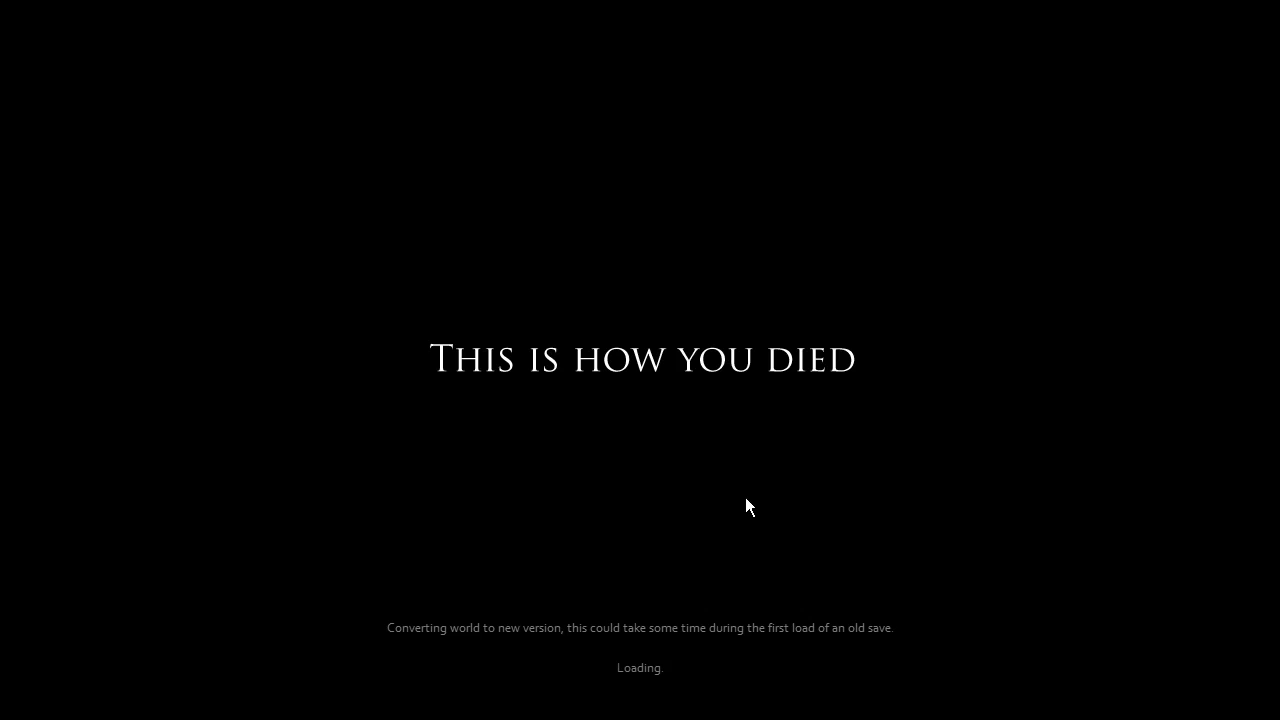 This is how you died
Converting world to new version, this could take some time during the first load of an old save.
Loading.